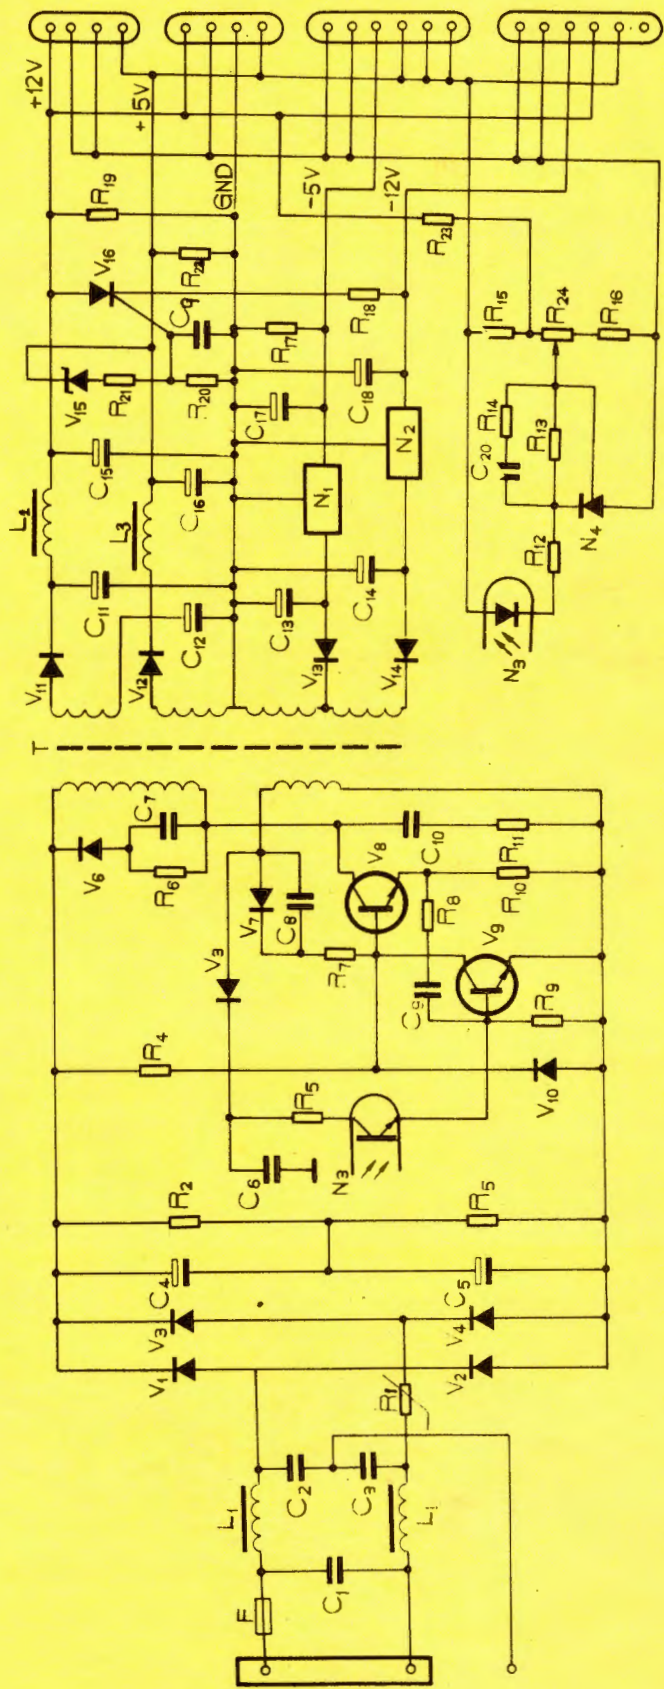 +12V
+5V
GND
-5V
-12V
R19
V16
R22
C9
V15
R21
R20
R18
R17
R23
C15
C17
C18
L2
L3
C16
N1
N2
R15
R24
R16
R14
C20
R13
R12
N4
N3
C11
C12
C13
C14
V11
V12
V13
V14
T
C7
V6
R6
V8
C10
R11
V7
C8
R8
R10
V9
V3
R7
C9
R9
R4
V10
R5
C6
N3
R2
R5
C4
C5
V3
V4
V1
V2
R1
C2
C3
L1
L1
C1
F